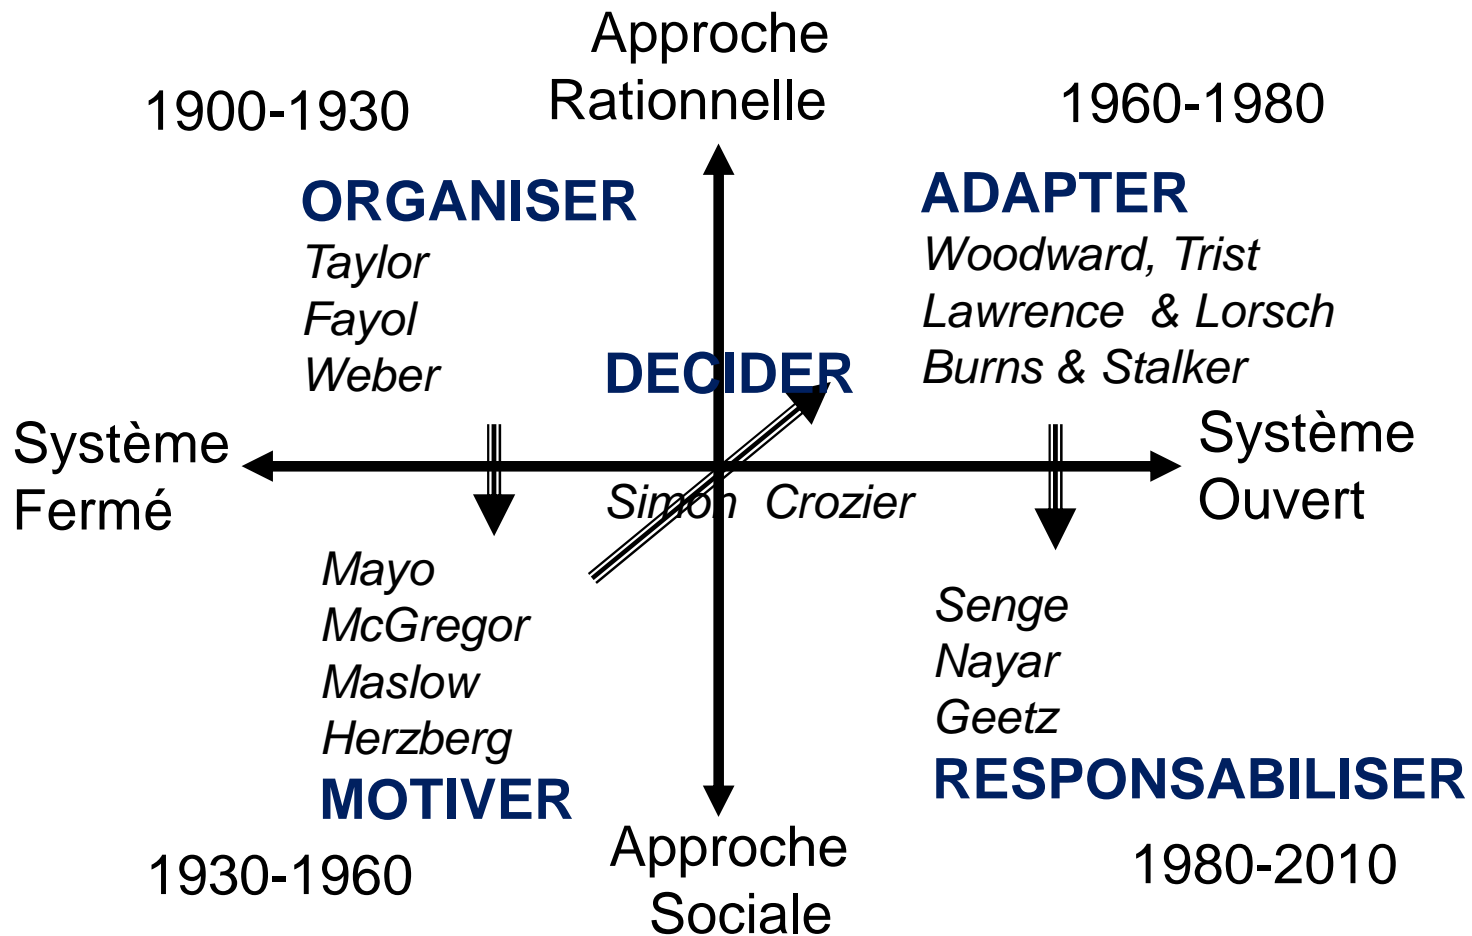 Approche
Rationnelle
1900-1930
1960-1980
ORGANISER
Taylor
Fayol
Weber
ADAPTER
Woodward, Trist
Lawrence & Lorsch
Burns & Stalker
DECIDER
Simon Crozier
Système
Fermé
Système
Ouvert
Mayo
McGregor
Maslow
Herzberg
MOTIVER
Senge
Nayar
Geetz
RESPONSABILISER
1930-1960
Approche
Sociale
1980-2010